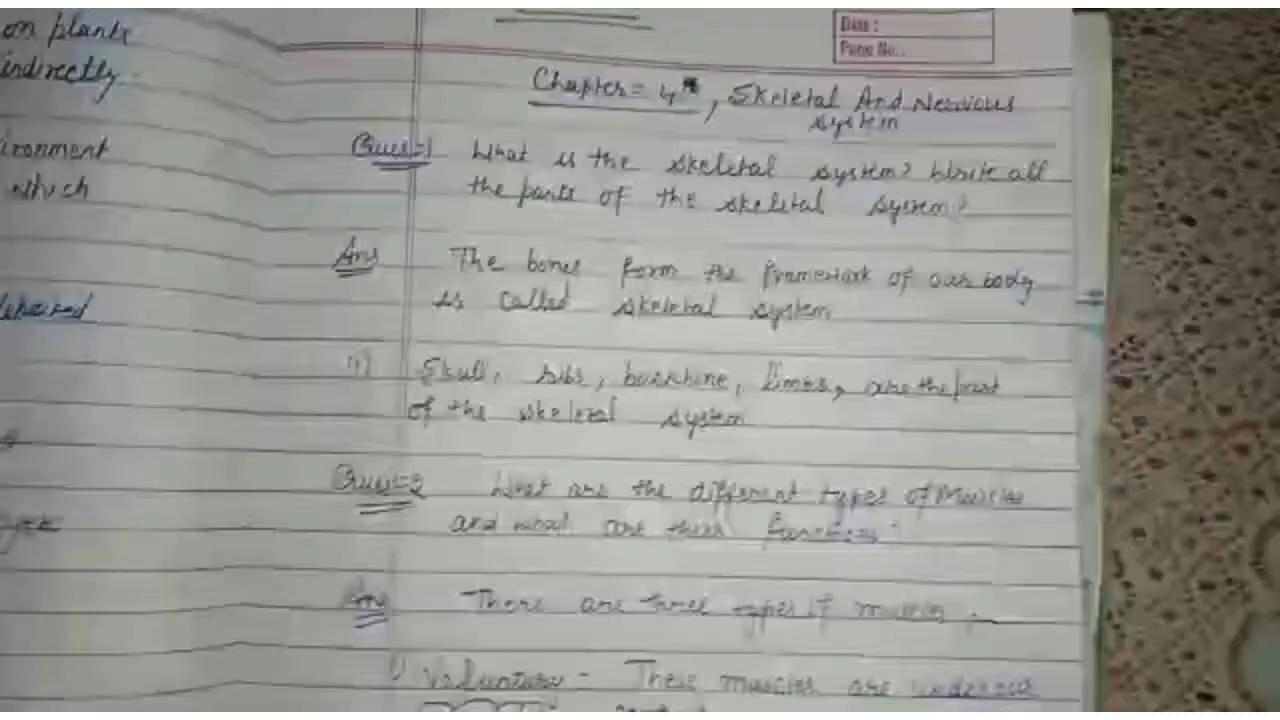 on plants
indirectly.
ironment
which
Date :
Page No.:
Chapter = 4th, Skeletal And Nervious
system
Ques=1 What is the skeletal system? Write all
the parts of the skeletal system?
Ans The bones form the framework of our body
is called skeletal system
Skull, ribs, backbine, limbs, are the part
of the skeletal system
Ques=2 What are the different types of Muscles
and what are their functions
Ans There are three types of muscles
1) Voluntary - These muscles are under our